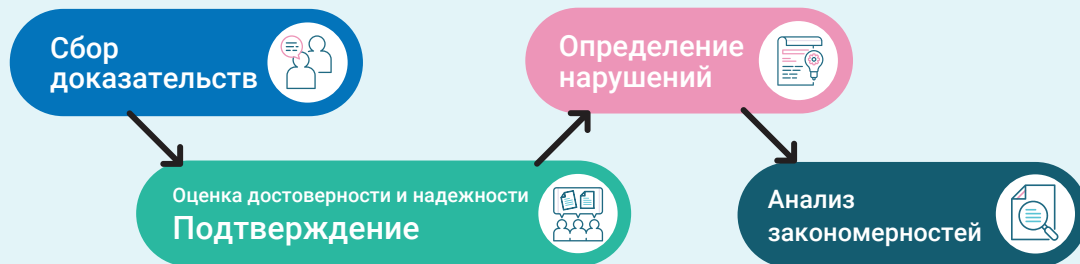 Сбор
доказательств
Оценка достоверности и надежности
Подтверждение
Определение
нарушений
Анализ
закономерностей